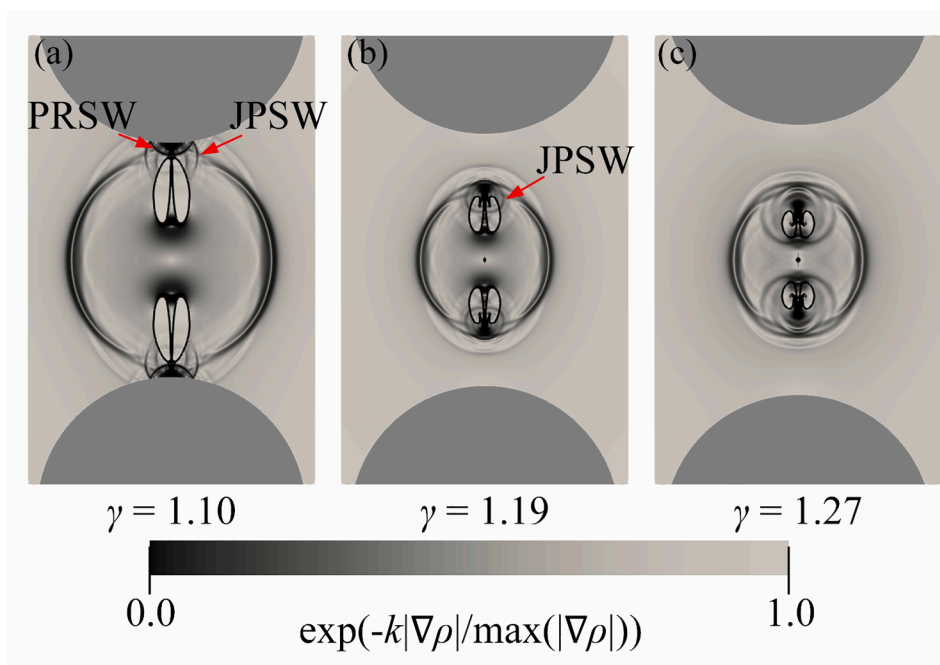 (a) (b) (c)
PRSW JPSW
JPSW
γ = 1.10 γ = 1.19 γ = 1.27
0.0 1.0
exp(-k|∇ρ|/max(|∇ρ|))